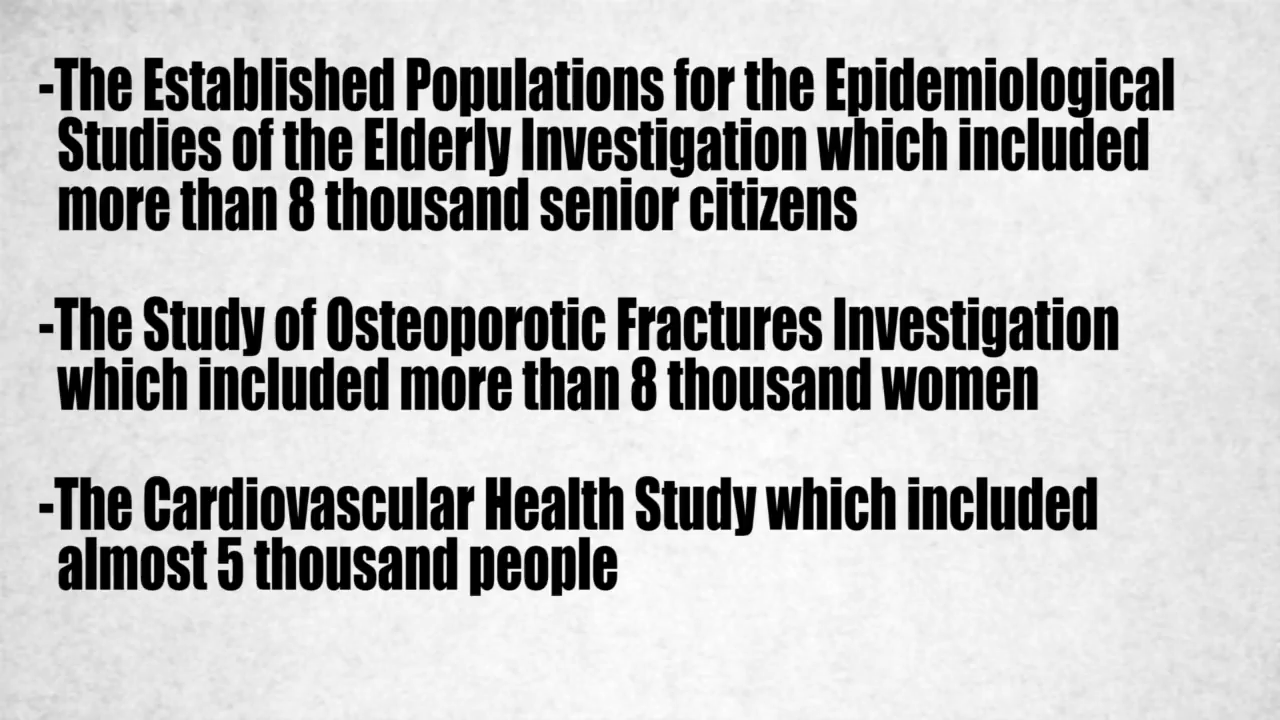 -The Established Populations for the Epidemiological
Studies of the Elderly Investigation which included
more than 8 thousand senior citizens
-The Study of Osteoporotic Fractures Investigation
which included more than 8 thousand women
-The Cardiovascular Health Study which included
almost 5 thousand people